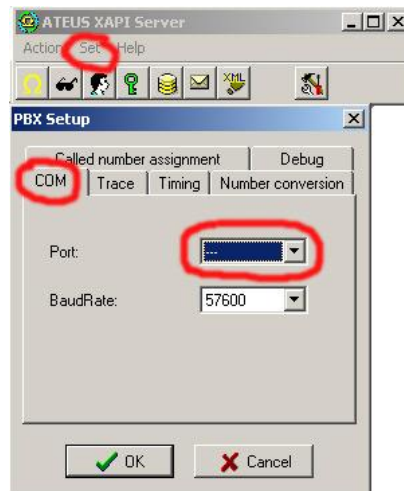 ATEUS XAPI Server
Action Set Help
XML
PBX Setup
Called number assignment Debug
COM Trace Timing Number conversion
Port: ---
BaudRate: 57600
OK Cancel